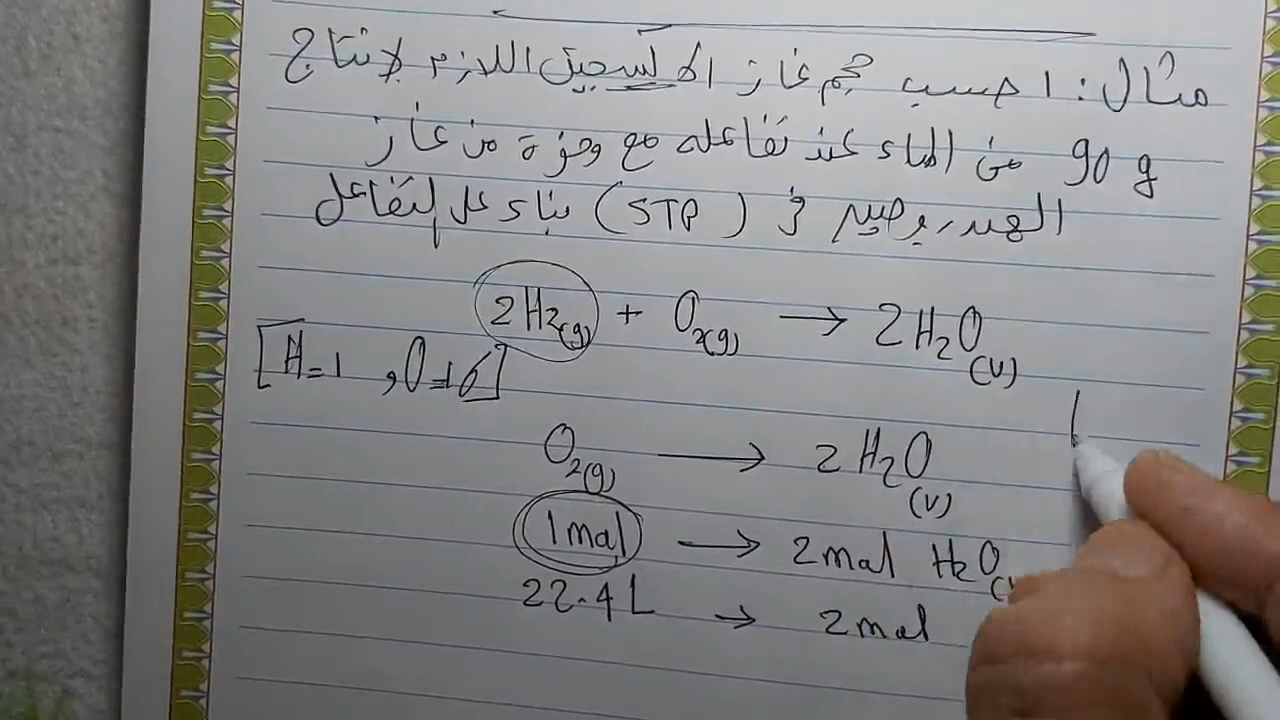 مثال : احسب حجم غاز الاكسجين اللازم لإنتاج
90 g من الماء عند تفاعله مع وفرة من غاز
الهيدروجين في (STP) بناء على التفاعل
2H₂(g) + O₂(g) → 2H₂O(v)
[H=1 , O=16]
O₂(g) → 2H₂O(v)
1mol → 2mol H₂O
22.4 L → 2mol